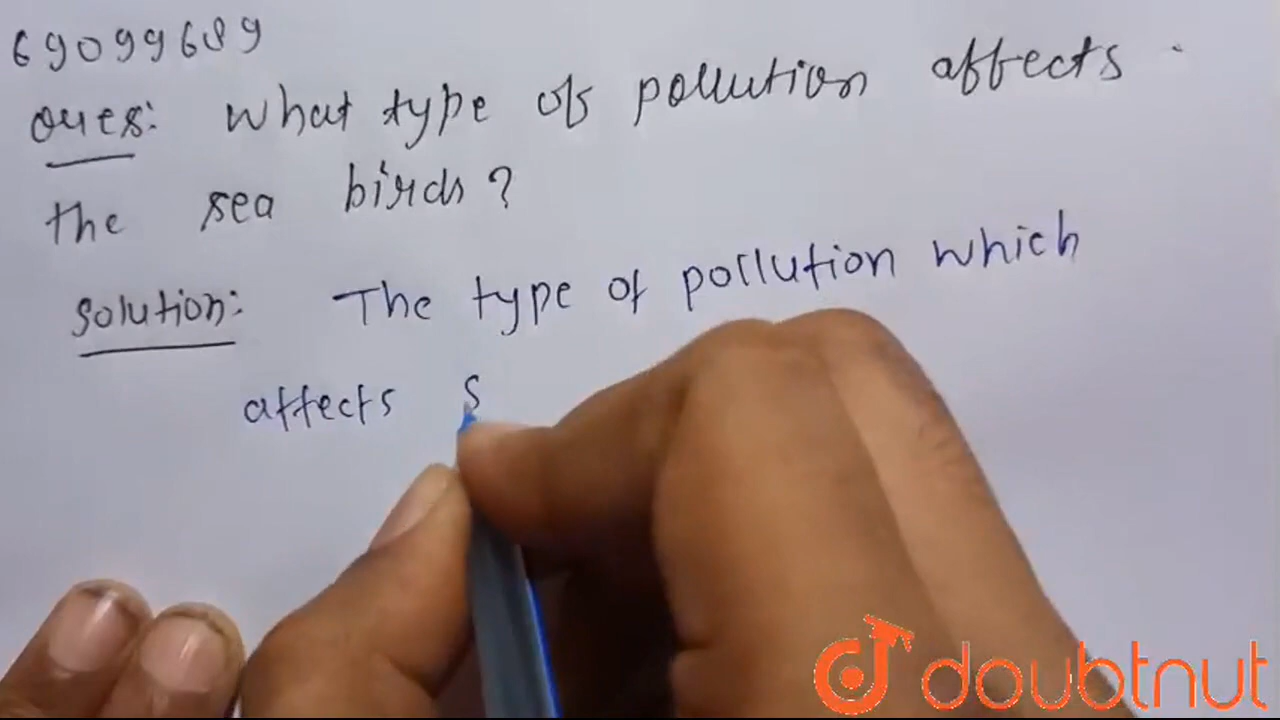 69099689
Ques: What type of pollution affects
the sea birds?
Solution: The type of pollution which
affects s
doubtnut